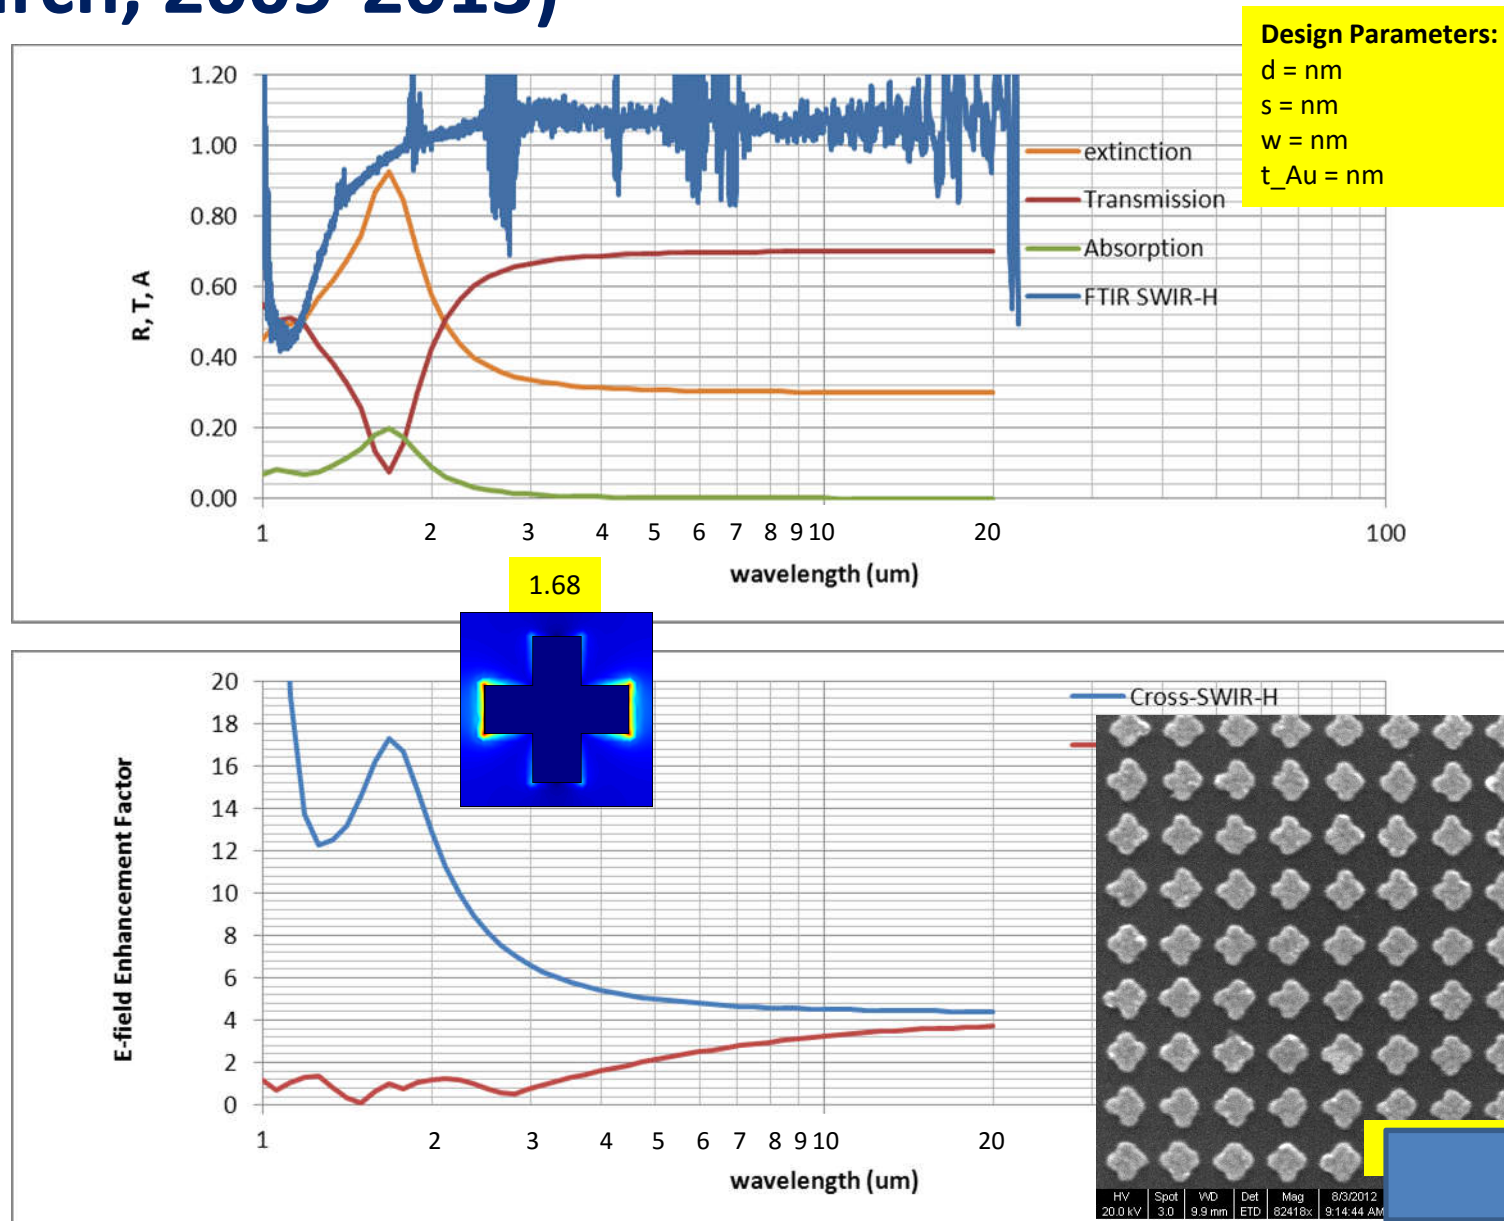 2009-2013)
Design Parameters:
d = nm
s = nm
w = nm
t_Au = nm
1.20
1.00
0.80
0.60
0.40
0.20
0.00
R, T, A
extinction
Transmission
Absorption
FTIR SWIR-H
1 2 3 4 5 6 7 8 9 10 20 100
wavelength (um)
1.68
20
18
16
14
12
10
8
6
4
2
0
E-field Enhancement Factor
Cross-SWIR-H
1 2 3 4 5 6 7 8 9 10 20
wavelength (um)
HV Spot WD Det Mag 8/3/2012
20.0 kV 3.0 9.9 mm ETD 82418x 9:14:44 AM